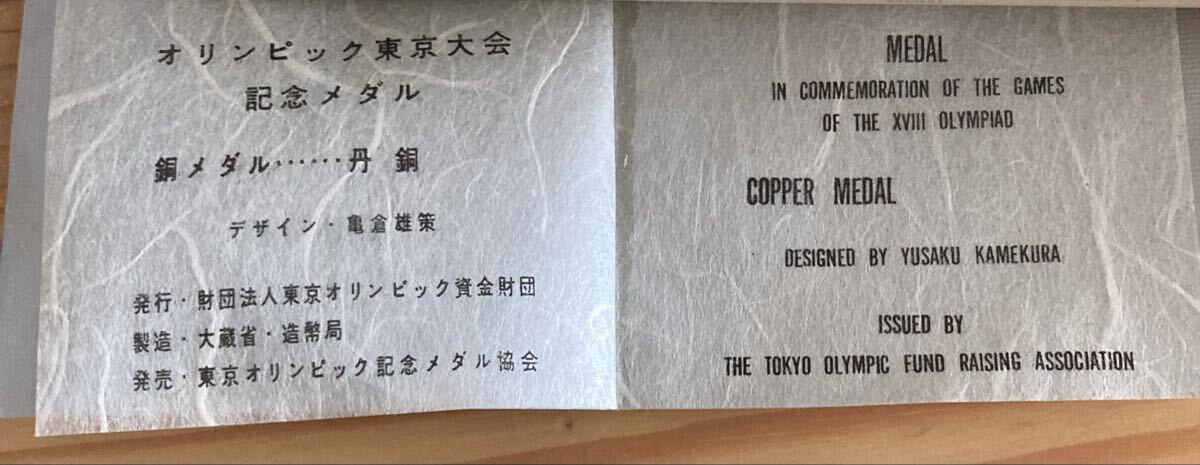 オリンピック東京大会
記念メダル
銅メダル‥‥‥丹銅
デザイン・亀倉雄策
発行・財団法人東京オリンピック資金財団
製造・大蔵省・造幣局
発売・東京オリンピック記念メダル協会
MEDAL
IN COMMEMORATION OF THE GAMES
OF THE XVIII OLYMPIAD
COPPER MEDAL
DESIGNED BY YUSAKU KAMEKURA
ISSUED BY
THE TOKYO OLYMPIC FUND RAISING ASSOCIATION